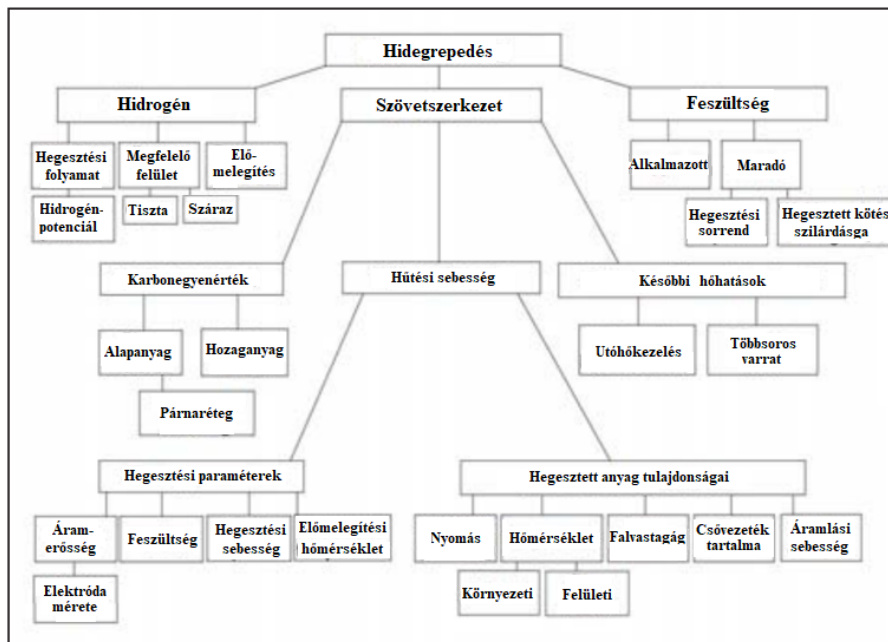 Hidegrepedés
Hidrogén
Szövetszerkezet
Feszültség
Hegesztési
folyamat
Megfelelő
felület
Elő-
melegítés
Alkalmazott
Maradó
Hidrogén-
potenciál
Tiszta
Száraz
Hegesztési
sorrend
Hegesztett kötés
szilárdásga
Karbonegyenérték
Hűtési sebesség
Későbbi hőhatások
Alapanyag
Hozaganyag
Utóhőkezelés
Többsoros
varrat
Párnaréteg
Hegesztési paraméterek
Hegesztett anyag tulajdonságai
Áram-
erősség
Feszültség
Hegesztési
sebesség
Előmelegítési
hőmérséklet
Nyomás
Hőmérséklet
Falvastagág
Csővezeték
tartalma
Áramlási
sebesség
Elektróda
mérete
Környezeti
Felületi